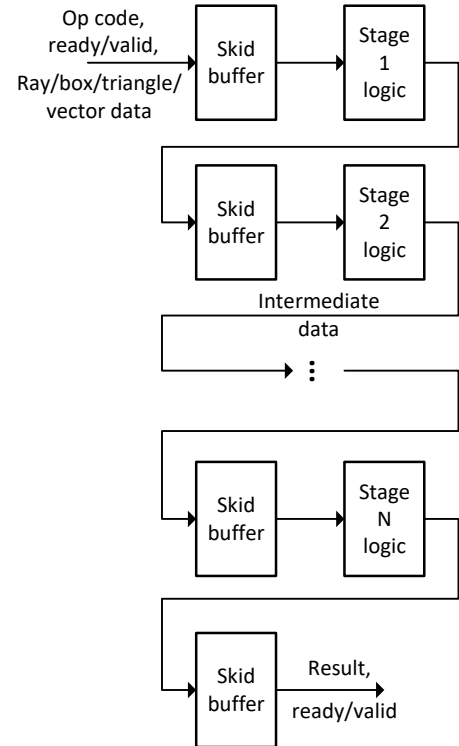 Op code,
ready/valid,
Ray/box/triangle/
vector data
Skid
buffer
Stage
1
logic
Skid
buffer
Stage
2
logic
Intermediate
data
...
Skid
buffer
Stage
N
logic
Skid
buffer
Result,
ready/valid